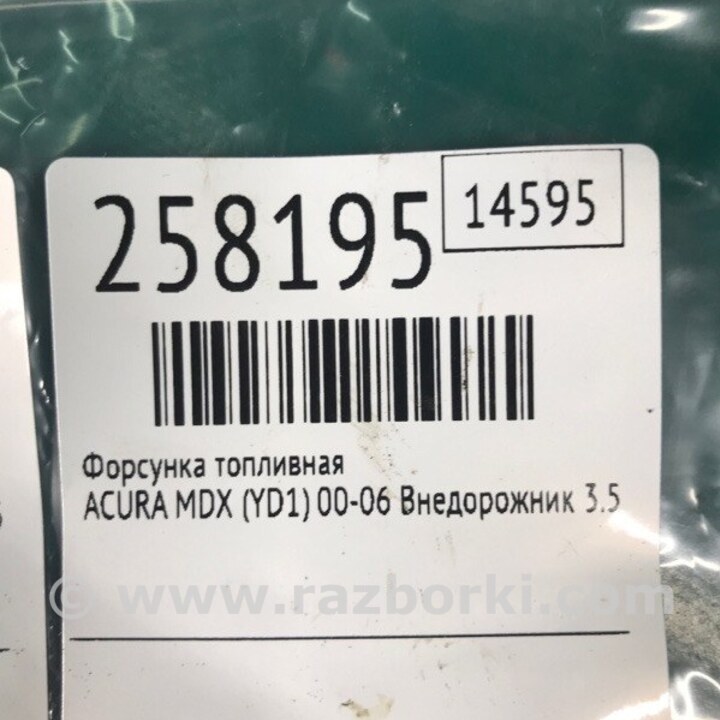 258195
14595
Форсунка топливная
ACURA MDX (YD1) 00-06 Внедорожник 3.5
© www.razborki.com